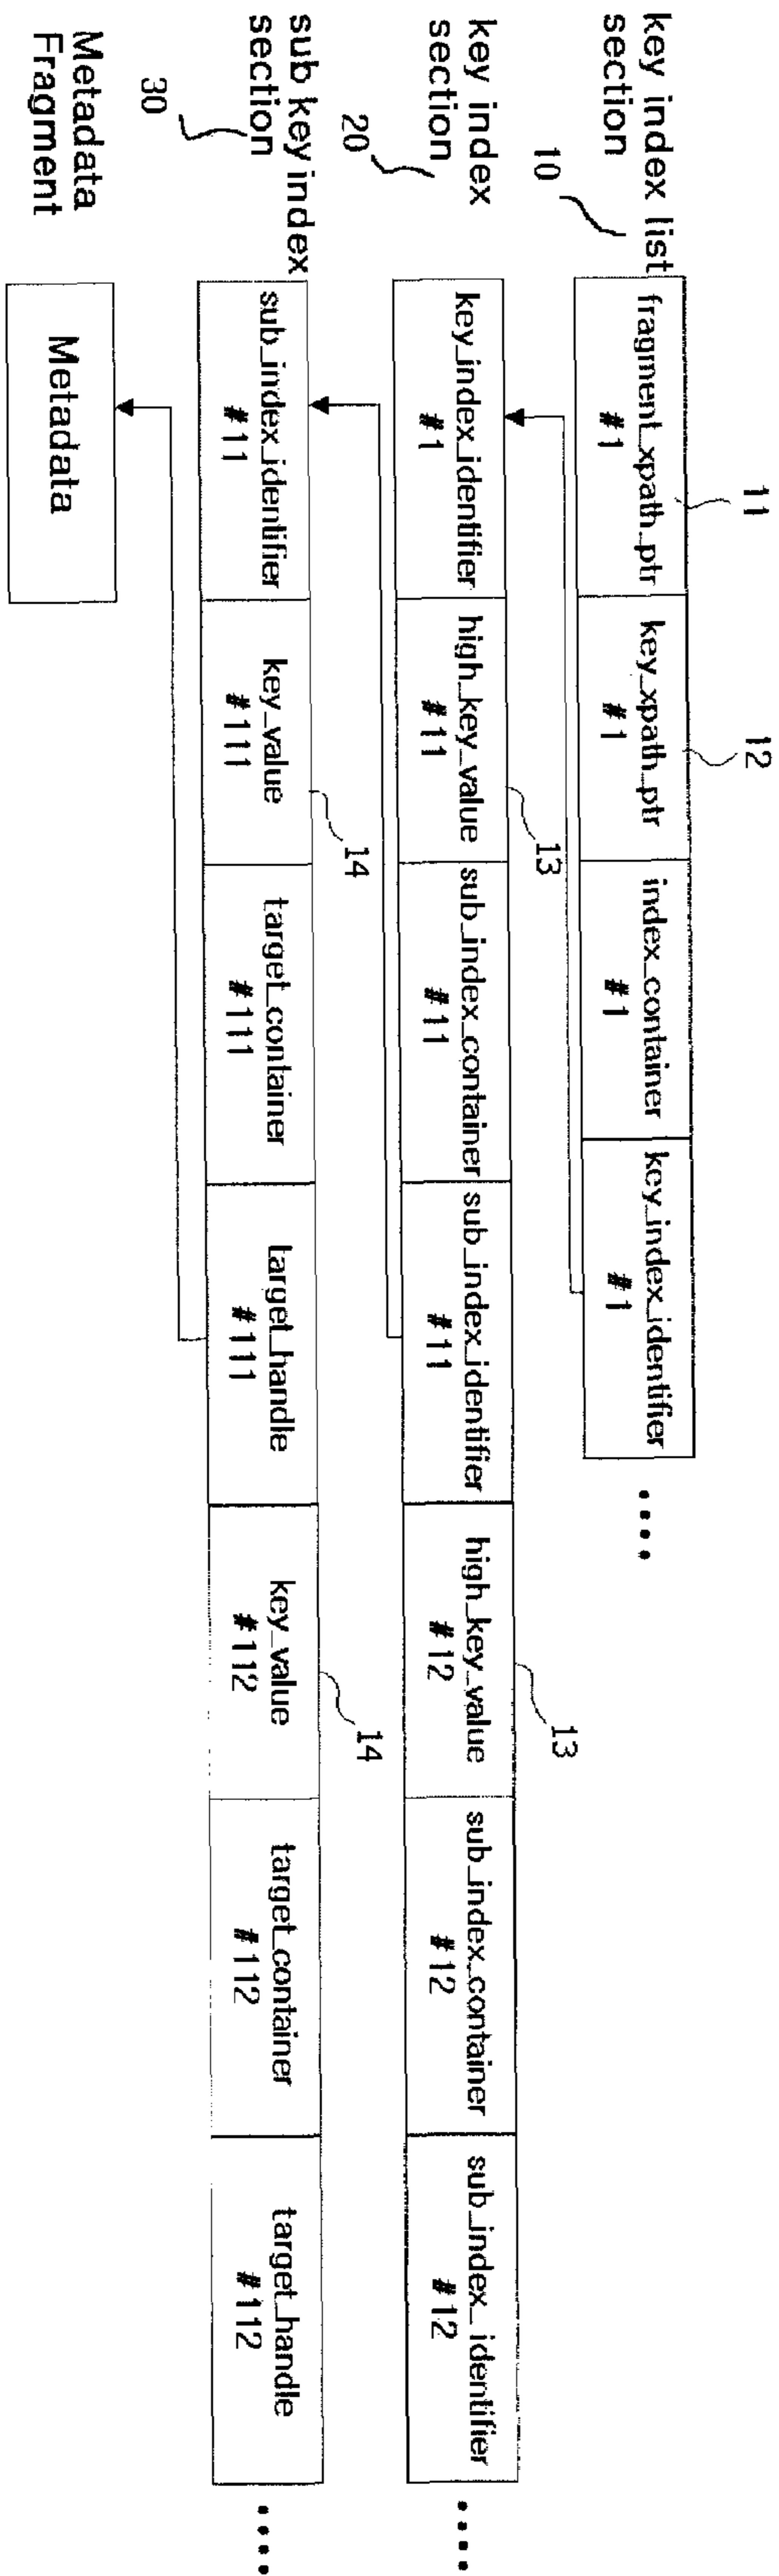 11
12
key index list
section
10
fragment_xpath_ptr
#1
key_xpath_ptr
#1
index_container
#1
key_index_identifier
#1
....
13
13
key index
section
20
key_index_identifier
#1
high_key_value
#11
sub_index_container
#11
sub_index_identifier
#11
high_key_value
#12
sub_index_container
#12
sub_index_identifier
#12
....
14
14
sub key index
section
30
sub_index_identifier
#11
key_value
#111
target_container
#111
target_handle
#111
key_value
#112
target_container
#112
target_handle
#112
....
Metadata
Fragment
Metadata